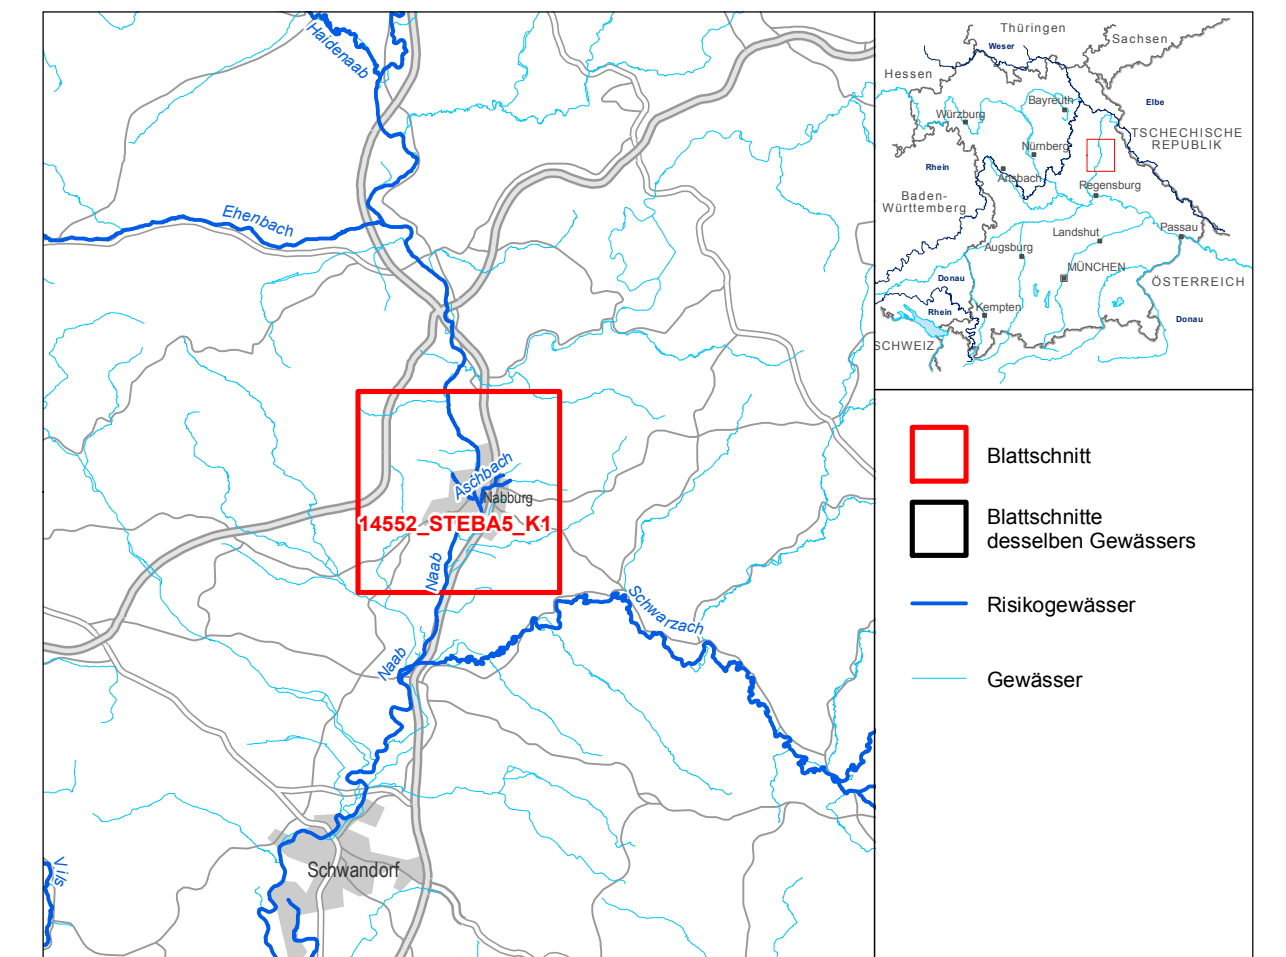 Haidenaab
Ehenbach
Aschbach
Nabburg
14552_STEBA5_K1
Naab
Schwarzach
Naab
Schwandorf
Vils
Thüringen
Sachsen
Weser
Hessen
Elbe
Bayreuth
Würzburg
TSCHECHISCHE
REPUBLIK
Nürnberg
Rhein
Ansbach
Regensburg
Baden-
Württemberg
Landshut
Passau
Augsburg
MÜNCHEN
Donau
ÖSTERREICH
Kempten
Rhein
Donau
SCHWEIZ
Blattschnitt
Blattschnitte
desselben Gewässers
Risikogewässer
Gewässer